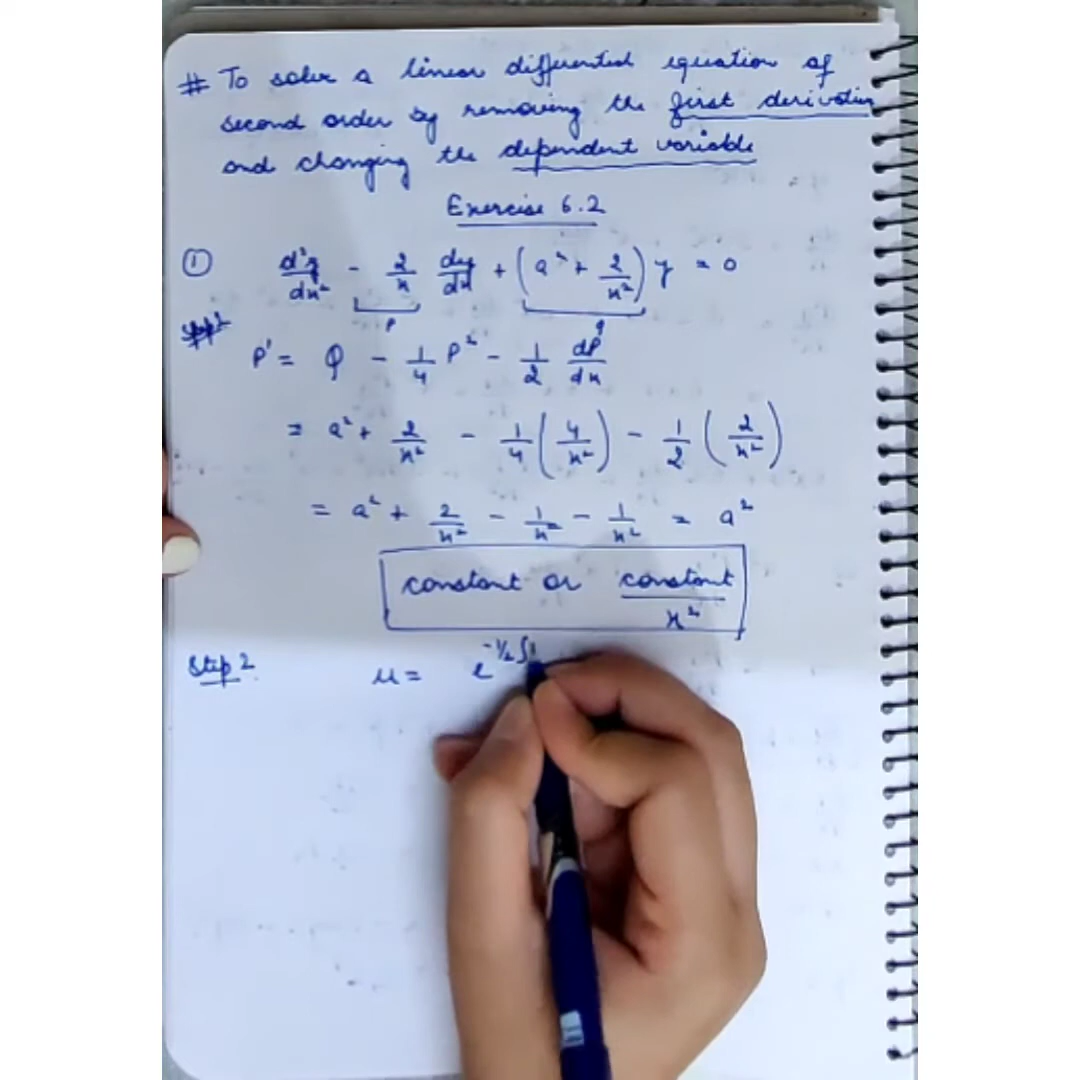 # To solve a linear differential equation of
second order by removing the first derivative
and changing the dependent variable
Exercise 6.2
① d²y/dx² - 2/x dy/dx + (a² + 2/x²) y = 0
P q
P' = Q - 1/4 P² - 1/2 dP/dx
= a² + 2/x² - 1/4 (4/x²) - 1/2 (2/x²)
= a² + 2/x² - 1/x² - 1/x² = a²
constant or constant/x²
Step 2. u = e^-1/2 ∫